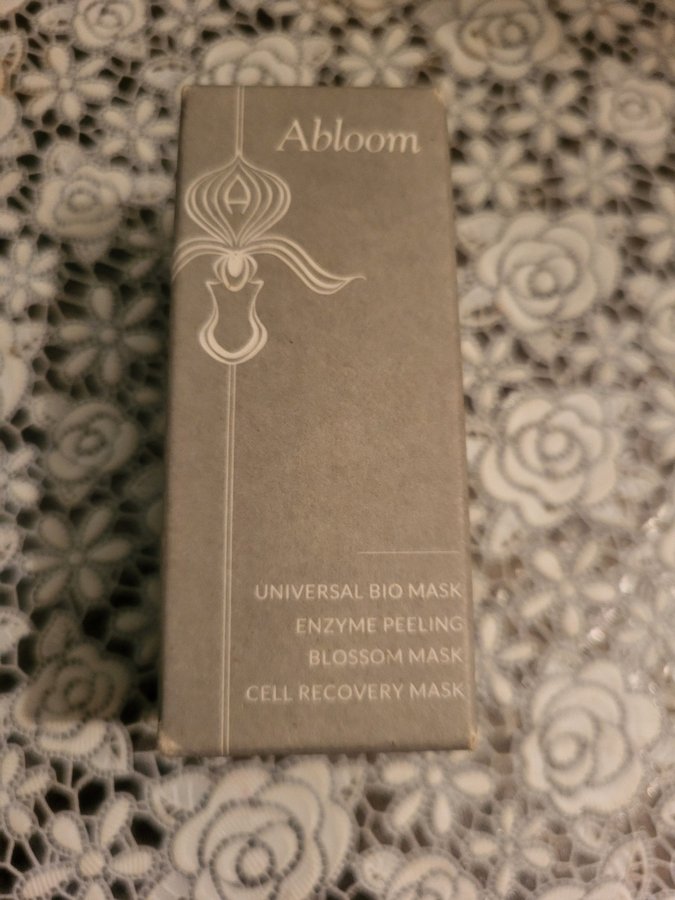 Abloom
A
UNIVERSAL BIO MASK
ENZYME PEELING
BLOSSOM MASK
CELL RECOVERY MASK